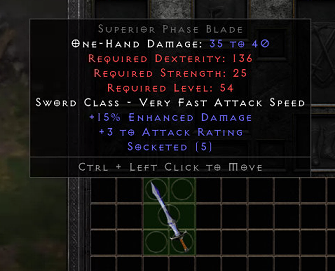 Superior Phase Blade
One-Hand Damage: 35 to 40
Required Dexterity: 136
Required Strength: 25
Required Level: 54
Sword Class - Very Fast Attack Speed
+15% Enhanced Damage
+3 to Attack Rating
Socketed (5)
Ctrl + Left Click to Move